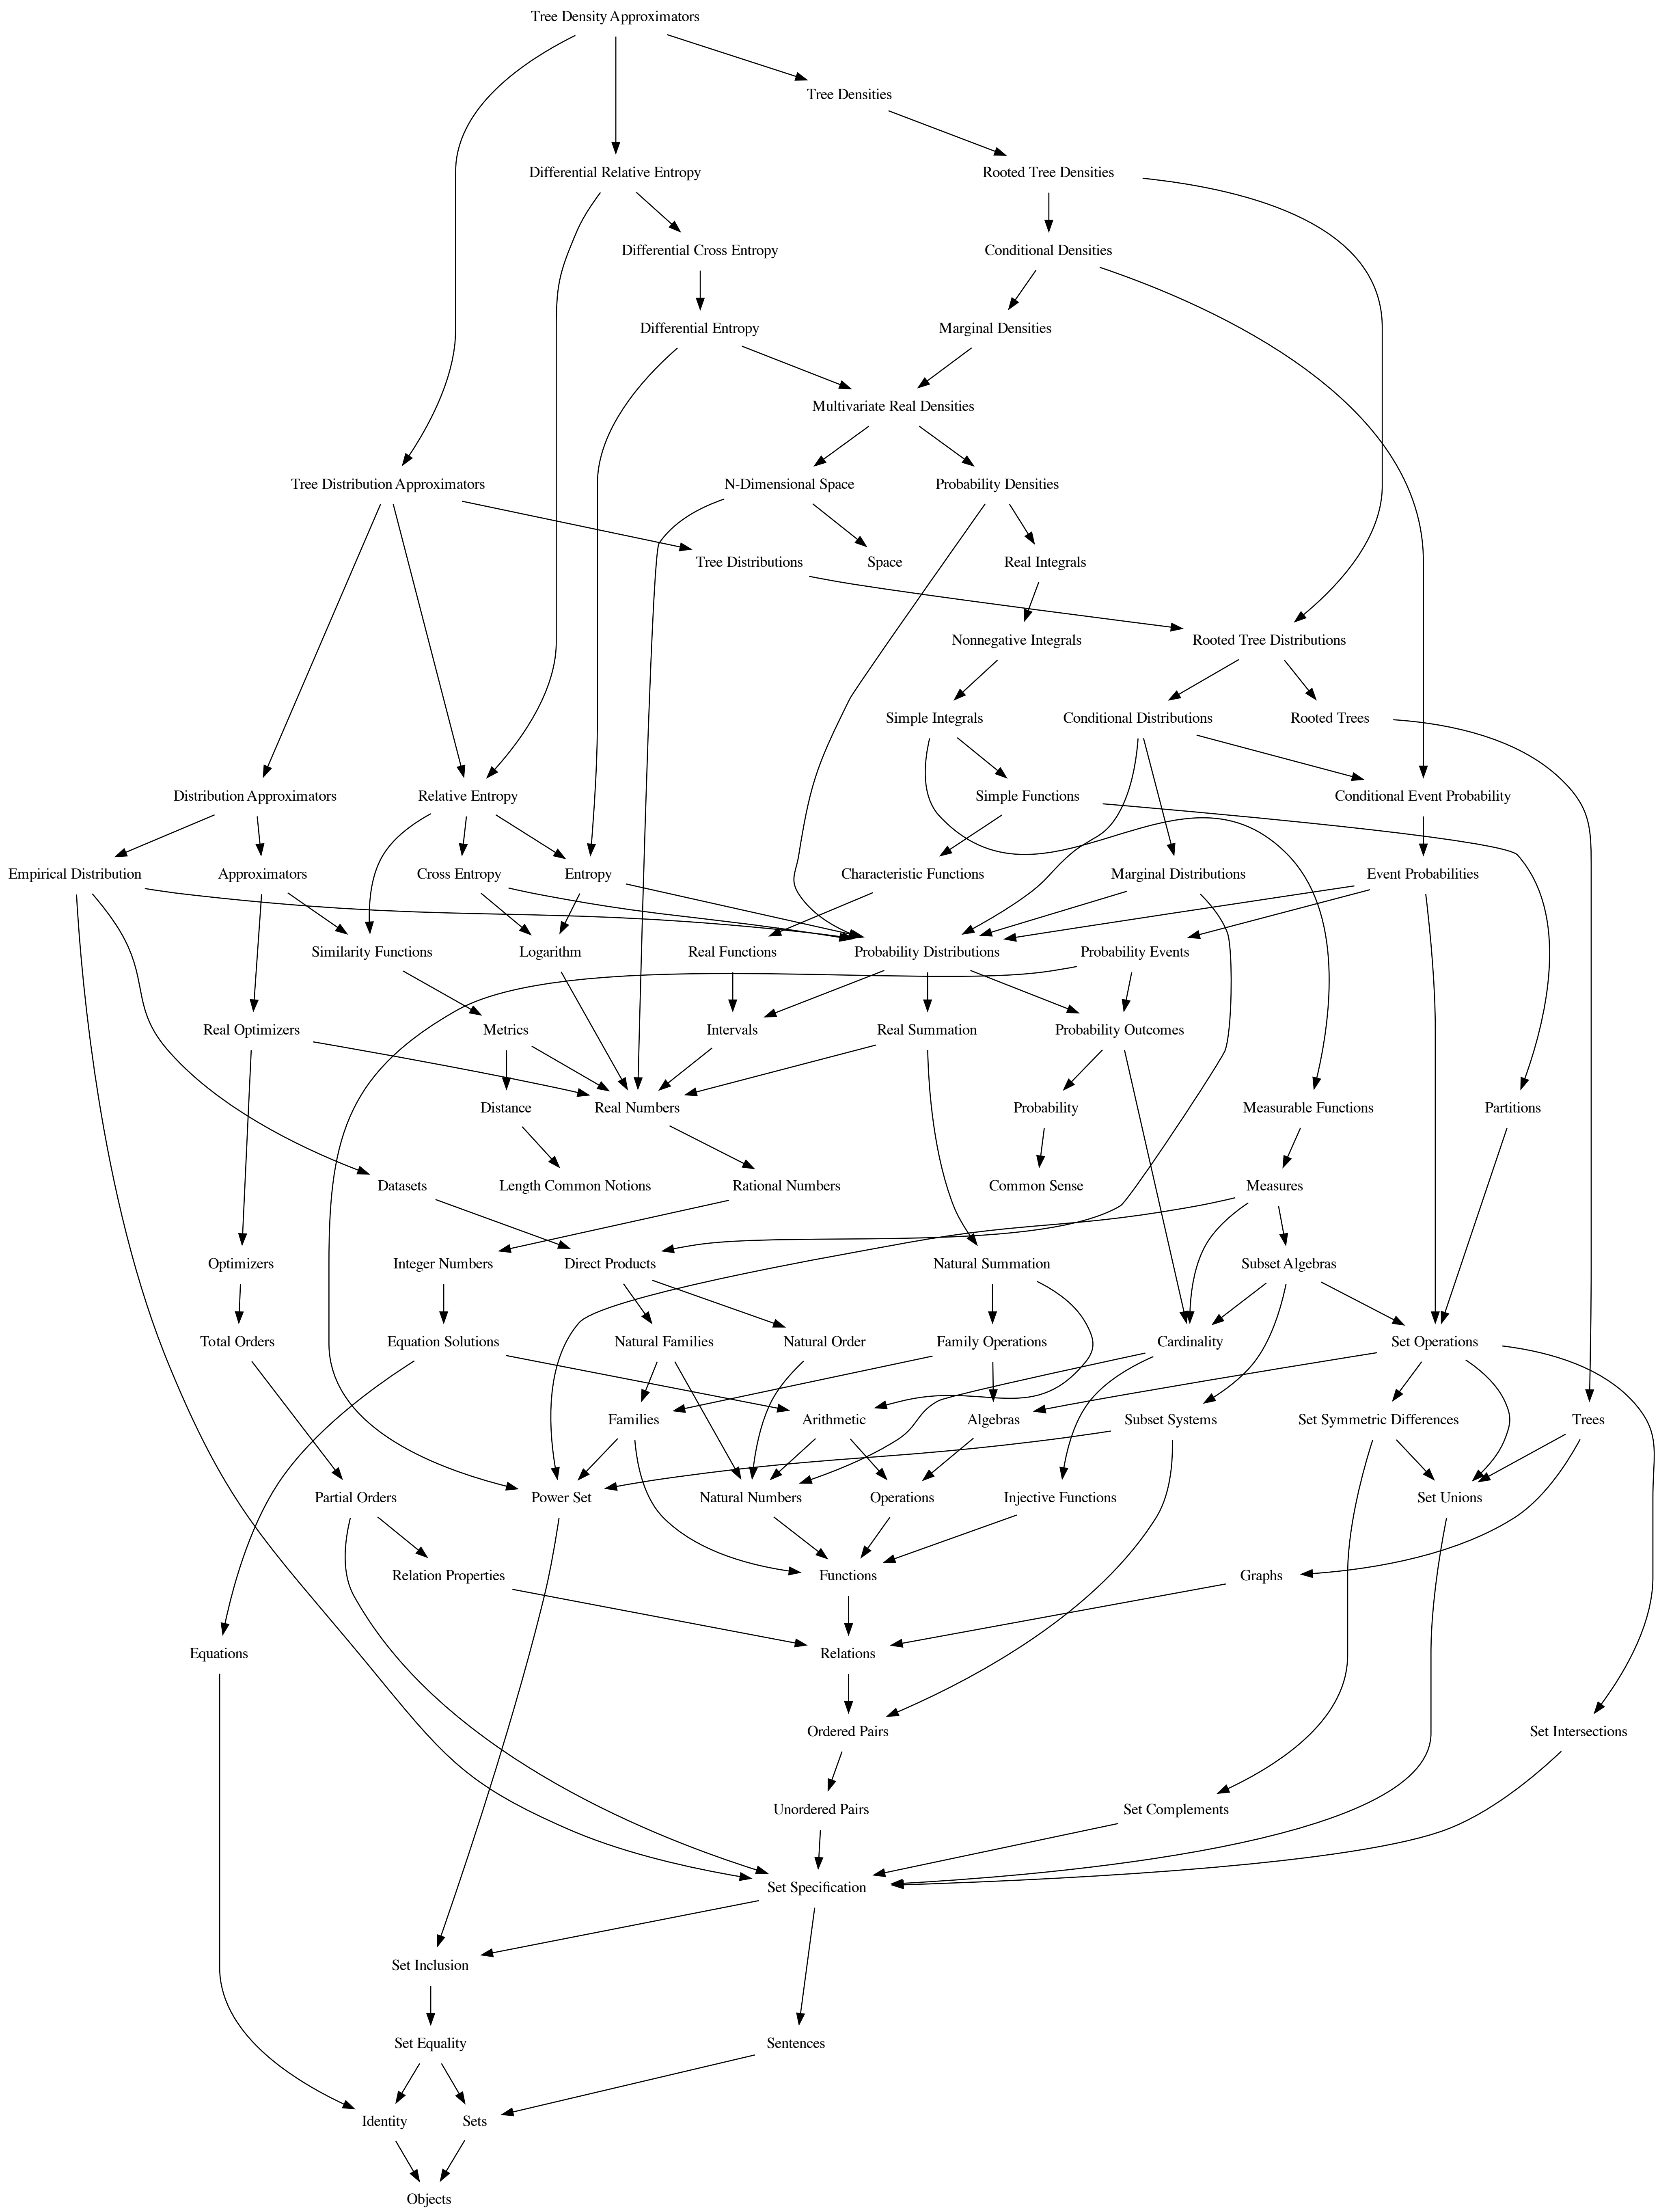 Tree Density Approximators
Tree Densities
Differential Relative Entropy
Rooted Tree Densities
Differential Cross Entropy
Conditional Densities
Differential Entropy
Marginal Densities
Multivariate Real Densities
Tree Distribution Approximators
N-Dimensional Space
Probability Densities
Tree Distributions
Space
Real Integrals
Nonnegative Integrals
Rooted Tree Distributions
Simple Integrals
Conditional Distributions
Rooted Trees
Distribution Approximators
Relative Entropy
Simple Functions
Conditional Event Probability
Empirical Distribution
Approximators
Cross Entropy
Entropy
Characteristic Functions
Marginal Distributions
Event Probabilities
Similarity Functions
Logarithm
Real Functions
Probability Distributions
Probability Events
Real Optimizers
Metrics
Intervals
Real Summation
Probability Outcomes
Distance
Real Numbers
Probability
Measurable Functions
Partitions
Datasets
Length Common Notions
Rational Numbers
Common Sense
Measures
Optimizers
Integer Numbers
Direct Products
Natural Summation
Subset Algebras
Total Orders
Equation Solutions
Natural Families
Natural Order
Family Operations
Cardinality
Set Operations
Families
Arithmetic
Algebras
Subset Systems
Set Symmetric Differences
Trees
Partial Orders
Power Set
Natural Numbers
Operations
Injective Functions
Set Unions
Relation Properties
Functions
Graphs
Equations
Relations
Ordered Pairs
Set Intersections
Unordered Pairs
Set Complements
Set Specification
Set Inclusion
Set Equality
Sentences
Identity
Sets
Objects